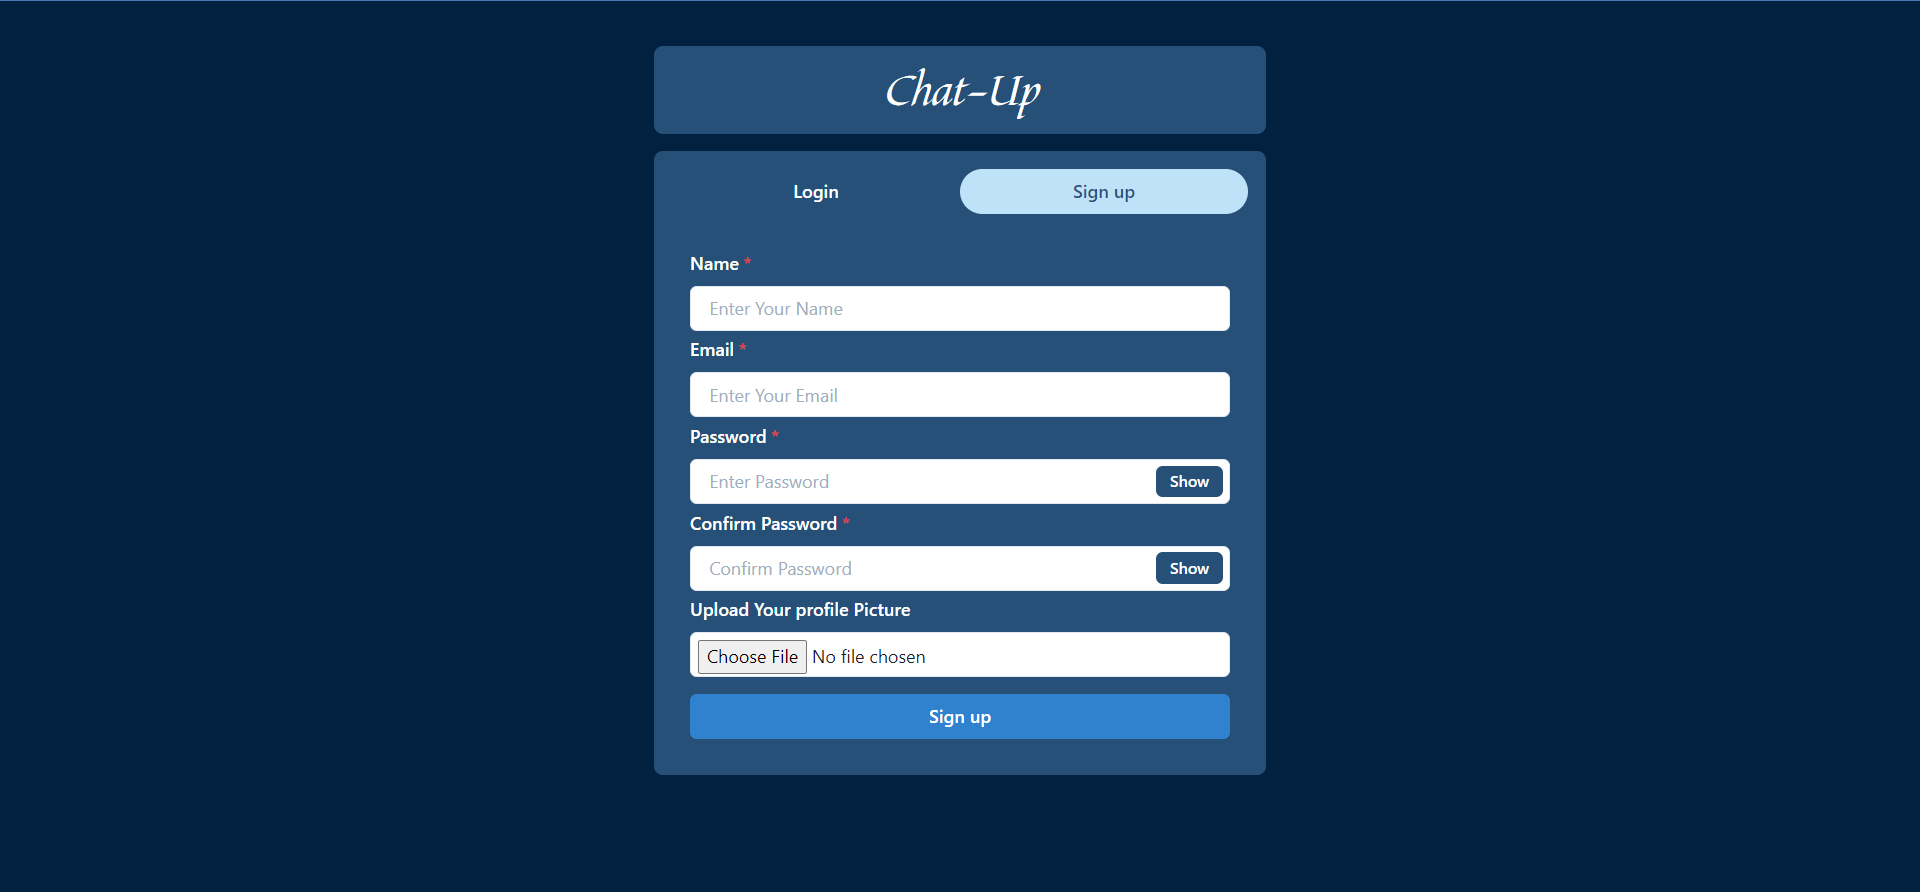 Chat-Up
Login
Sign up
Name *
Enter Your Name
Email *
Enter Your Email
Password *
Enter Password
Show
Confirm Password *
Confirm Password
Show
Upload Your profile Picture
Choose File No file chosen
Sign up